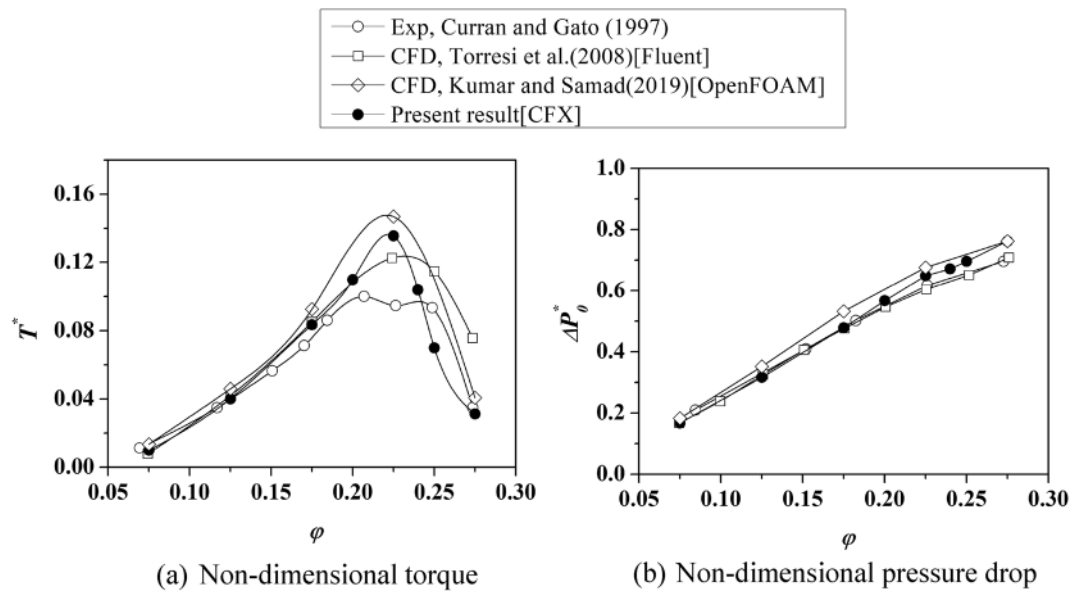 Exp, Curran and Gato (1997)
CFD, Torresi et al.(2008)[Fluent]
CFD, Kumar and Samad(2019)[OpenFOAM]
Present result[CFX]
T*
0.16
0.12
0.08
0.04
0.00
0.05 0.10 0.15 0.20 0.25 0.30
φ
(a) Non-dimensional torque
ΔP₀*
1.0
0.8
0.6
0.4
0.2
0.0
0.05 0.10 0.15 0.20 0.25 0.30
φ
(b) Non-dimensional pressure drop